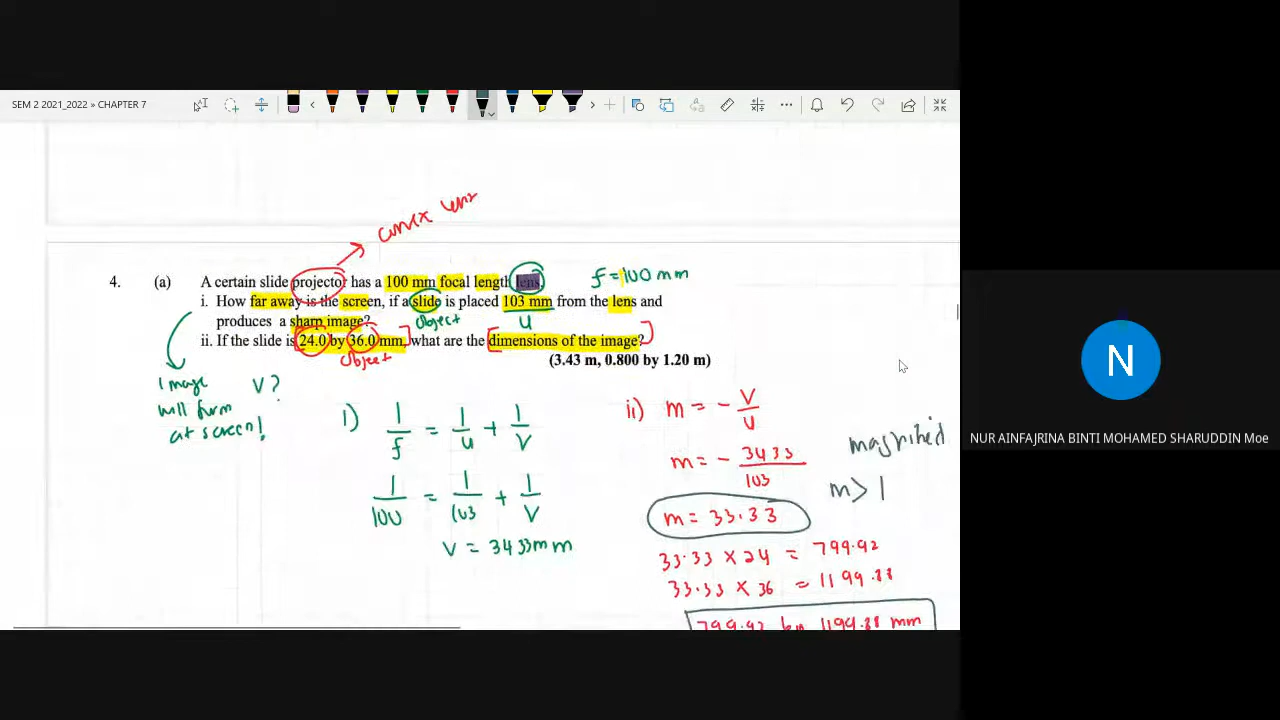 SEM 2 2021_2022 » CHAPTER 7
convex lens
4. (a) A certain slide projector has a 100 mm focal length lens.
f = 100 mm
i. How far away is the screen, if a slide is placed 103 mm from the lens and
produces a sharp image?
object
u
ii. If the slide is 24.0 by 36.0 mm, what are the dimensions of the image?
object
(3.43 m, 0.800 by 1.20 m)
Image
will form
at screen!
V?
i) 1/f = 1/u + 1/v
1/100 = 1/103 + 1/V
V = 3433 mm
ii) m = - V/U
m = - 3433/103
m = 33.33
magnified
m > 1
33.33 x 24 = 799.92
33.33 x 36 = 1199.88
799.92 by 1199.88 mm
N
NUR AINFAJRINA BINTI MOHAMED SHARUDDIN Moe